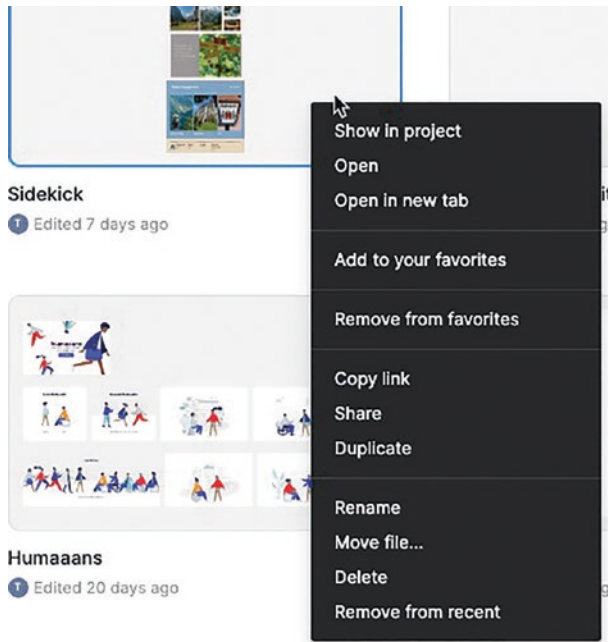 Show in project
Open
Open in new tab
Sidekick
T Edited 7 days ago
Add to your favorites
Remove from favorites
Copy link
Share
Duplicate
Rename
Move file...
Delete
Remove from recent
Humaaans
T Edited 20 days ago